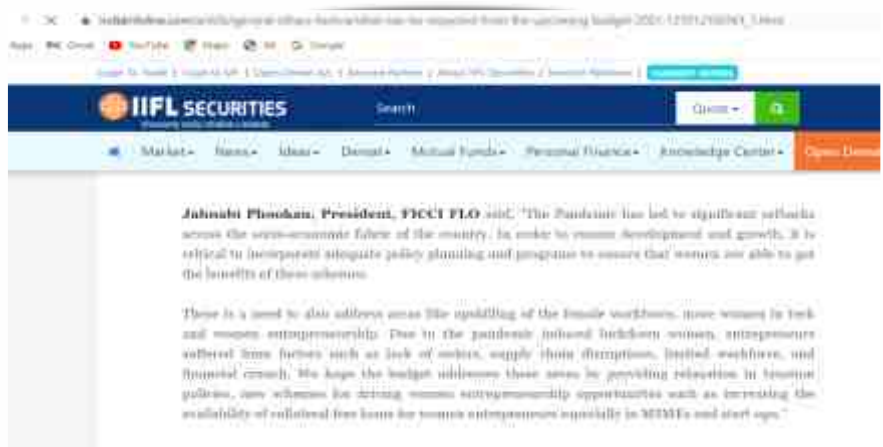 YouTube Maps
IIFL SECURITIES
Search Quote
Market News Ideas Demat Mutual Funds Personal Finance Knowledge Center Open Demat
Jahnabi Phookan, President, FICCI FLO said, "The Pandemic has led to significant setbacks
across the socio-economic fabric of the country. In order to ensure development and growth, it is
critical to incorporate adequate policy planning and programs to ensure that women are able to get
the benefits of these schemes.
There is a need to also address areas like upskilling of the female workforce, more women in tech
and women entrepreneurship. Due to the pandemic induced lockdown women, entrepreneurs
suffered from factors such as lack of orders, supply chain disruptions, limited workforce, and
financial crunch. We hope the budget addresses these areas by providing relaxation in taxation
policies, new schemes for driving women entrepreneurship opportunities such as increasing the
availability of collateral free loans for women entrepreneurs especially in MSMEs and start ups."